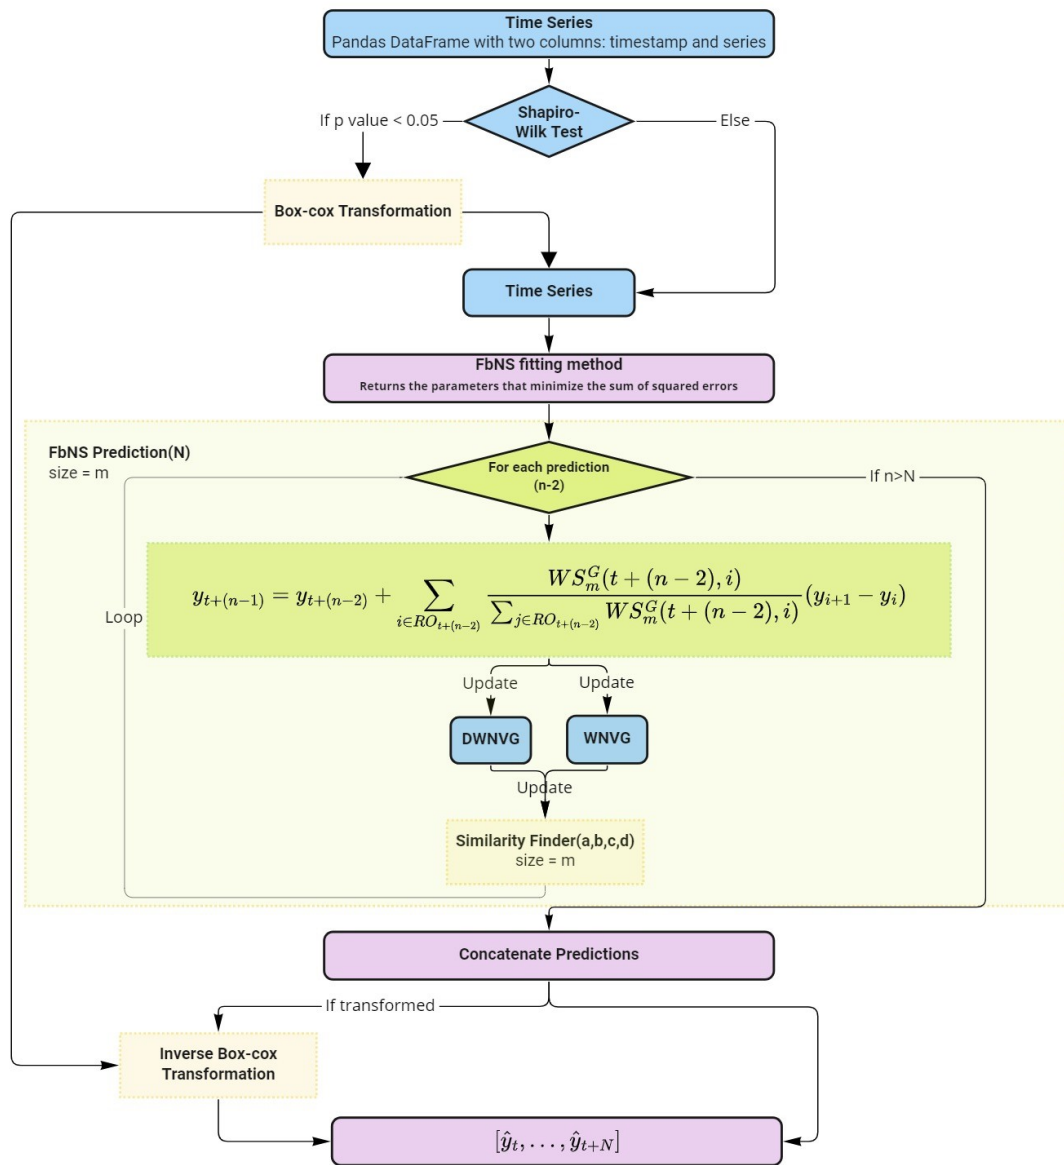 Time Series
Pandas DataFrame with two columns: timestamp and series
Shapiro-
Wilk Test
If p value < 0.05
Else
Box-cox Transformation
Time Series
FbNS fitting method
Returns the parameters that minimize the sum of squared errors
FbNS Prediction(N)
size = m
For each prediction
(n-2)
If n>N
Loop
y_{t+(n-1)} = y_{t+(n-2)} + \sum_{i \in RO_{t+(n-2)}} \frac{WS_m^G(t + (n - 2), i)}{\sum_{j \in RO_{t+(n-2)}} WS_m^G(t + (n - 2), i)} (y_{i+1} - y_i)
Update
Update
DWNVG
WNVG
Update
Similarity Finder(a,b,c,d)
size = m
Concatenate Predictions
If transformed
Inverse Box-cox
Transformation
[\hat{y}_t, \ldots, \hat{y}_{t+N}]